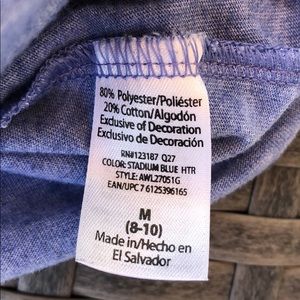 80% Polyester/Poliéster
20% Cotton/Algodón
Exclusive of Decoration
Exclusivo de Decoración
RN#123187 Q27
COLOR: STADIUM BLUE HTR
STYLE: AWL27051G
EAN/UPC 7 6125396165
M
(8-10)
Made in/Hecho en
El Salvador